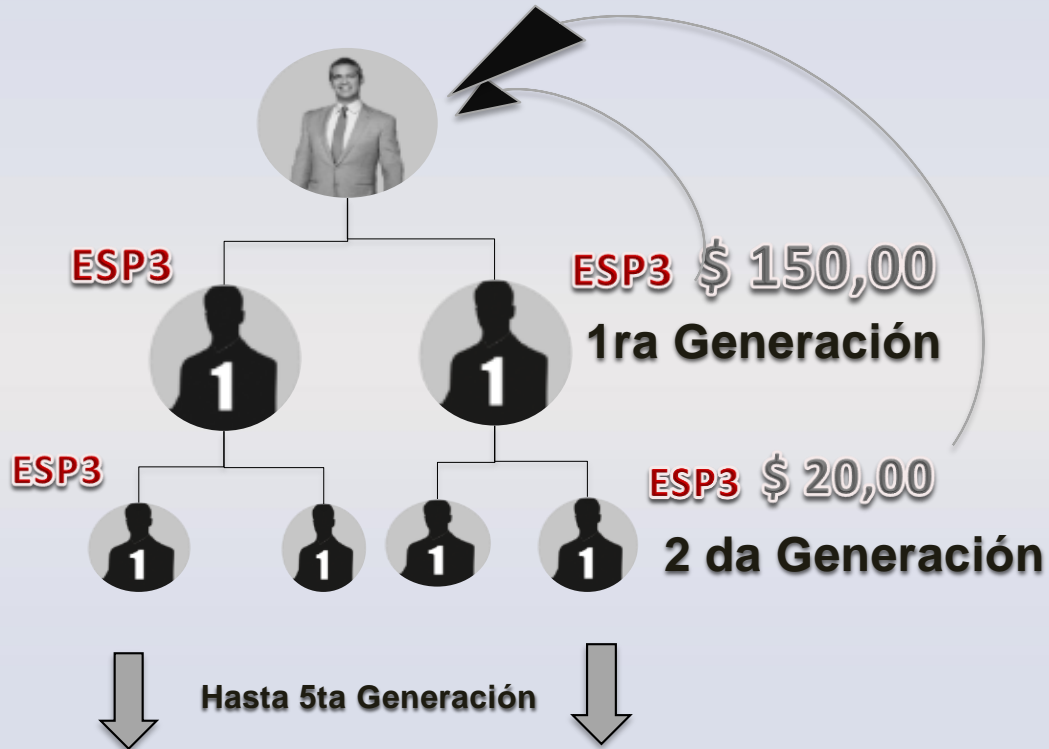 ESP3
ESP3 $ 150,00
1ra Generación
1
1
ESP3
ESP3 $ 20,00
1
1
1
1
2 da Generación
Hasta 5ta Generación